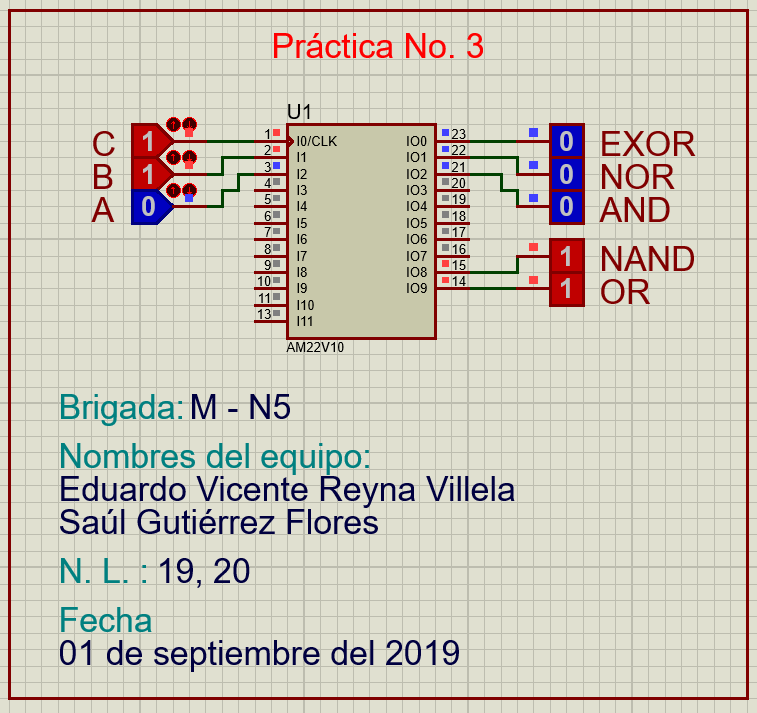 Práctica No. 3
U1
C 1 1 I0/CLK IO0 23 0 EXOR
B 1 2 I1 IO1 22 0 NOR
A 0 3 I2 IO2 21 0 AND
4 I3 IO3 20
5 I4 IO4 19
6 I5 IO5 18
7 I6 IO6 17
8 I7 IO7 16 1 NAND
9 I8 IO8 15
10 I9 IO9 14 1 OR
11 I10
13 I11
AM22V10
Brigada: M - N5
Nombres del equipo:
Eduardo Vicente Reyna Villela
Saúl Gutiérrez Flores
N. L. : 19, 20
Fecha
01 de septiembre del 2019